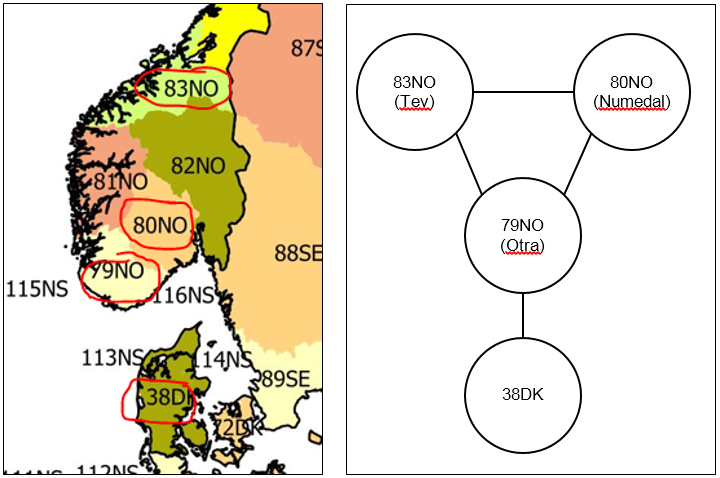 87S
83NO
82NO
81NO
80NO
79NO
88SE
115NS
116NS
113NS
114NS
89SE
38DK
2DK
112NS
83NO
(Tev)
80NO
(Numedal)
79NO
(Otra)
38DK